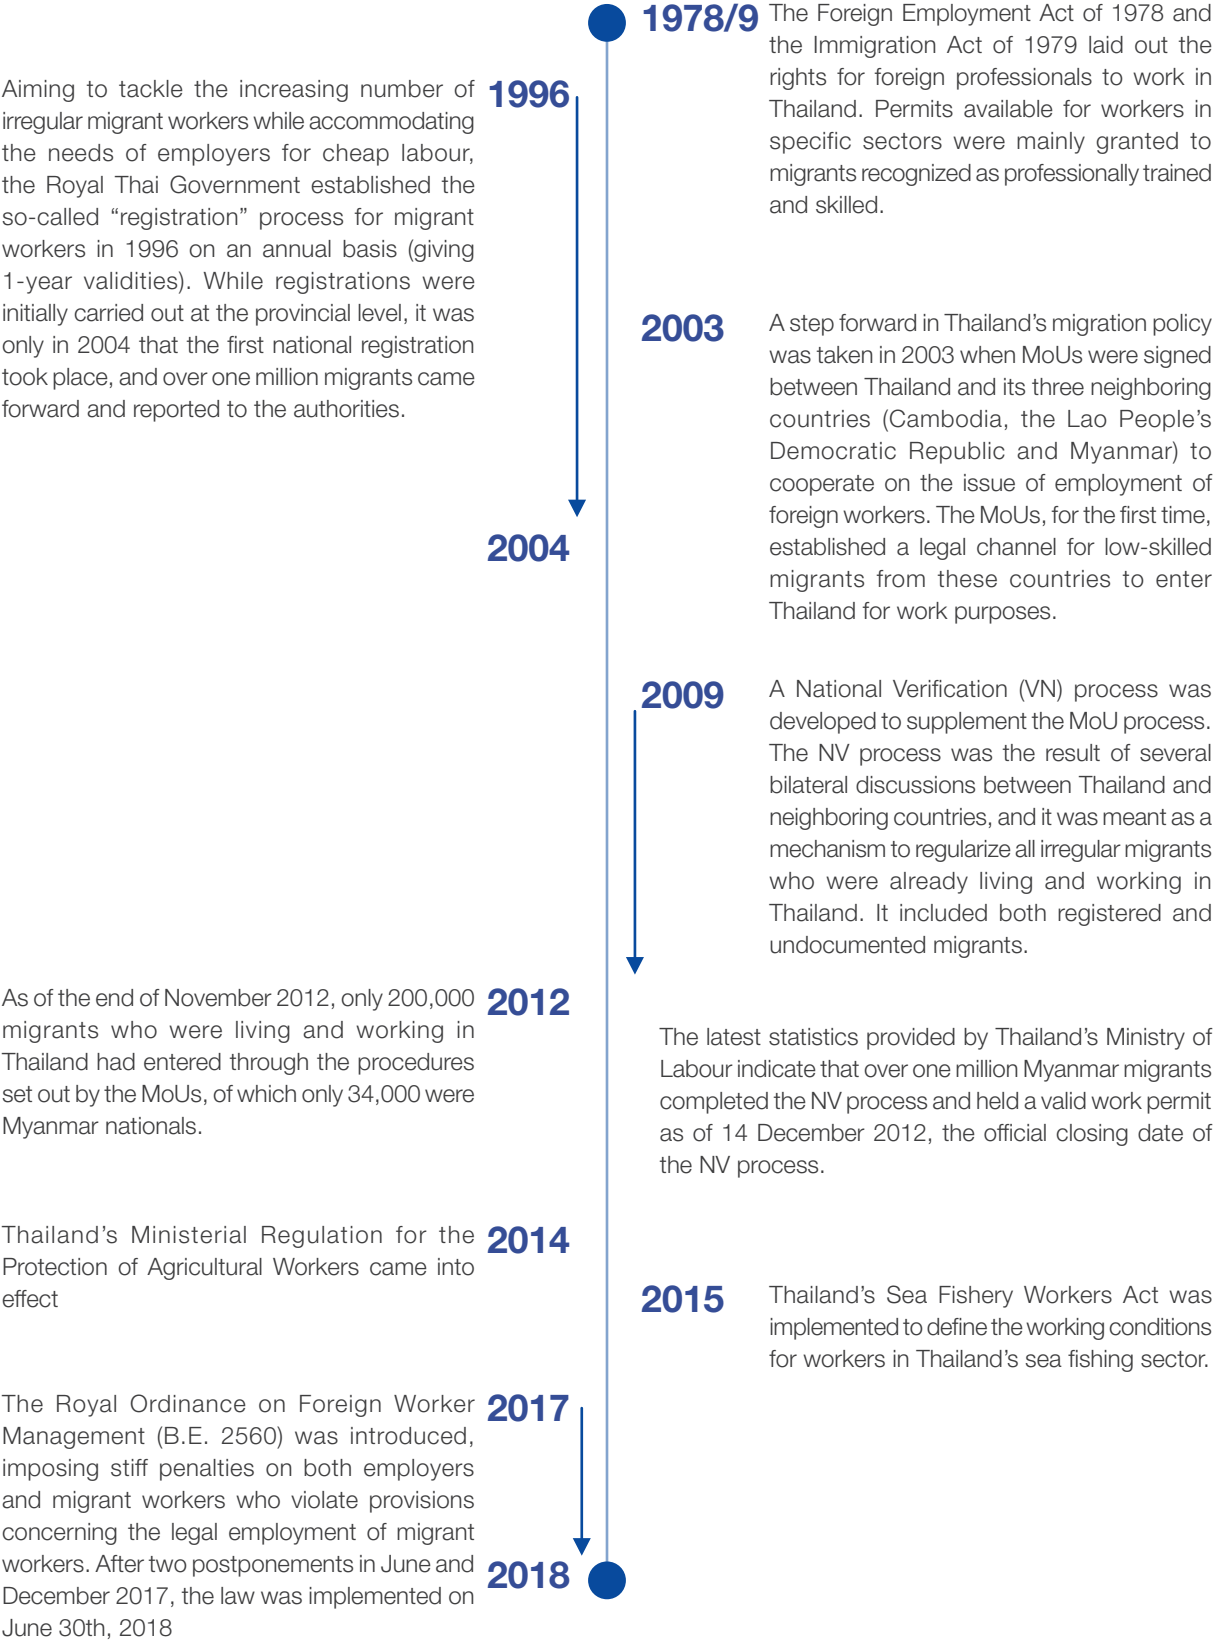 1978/9
The Foreign Employment Act of 1978 and
the Immigration Act of 1979 laid out the
rights for foreign professionals to work in
Thailand. Permits available for workers in
specific sectors were mainly granted to
migrants recognized as professionally trained
and skilled.
1996
Aiming to tackle the increasing number of
irregular migrant workers while accommodating
the needs of employers for cheap labour,
the Royal Thai Government established the
so-called “registration” process for migrant
workers in 1996 on an annual basis (giving
1-year validities). While registrations were
initially carried out at the provincial level, it was
only in 2004 that the first national registration
took place, and over one million migrants came
forward and reported to the authorities.
2004
2003
A step forward in Thailand’s migration policy
was taken in 2003 when MoUs were signed
between Thailand and its three neighboring
countries (Cambodia, the Lao People’s
Democratic Republic and Myanmar) to
cooperate on the issue of employment of
foreign workers. The MoUs, for the first time,
established a legal channel for low-skilled
migrants from these countries to enter
Thailand for work purposes.
2009
A National Verification (VN) process was
developed to supplement the MoU process.
The NV process was the result of several
bilateral discussions between Thailand and
neighboring countries, and it was meant as a
mechanism to regularize all irregular migrants
who were already living and working in
Thailand. It included both registered and
undocumented migrants.
2012
As of the end of November 2012, only 200,000
migrants who were living and working in
Thailand had entered through the procedures
set out by the MoUs, of which only 34,000 were
Myanmar nationals.
The latest statistics provided by Thailand’s Ministry of
Labour indicate that over one million Myanmar migrants
completed the NV process and held a valid work permit
as of 14 December 2012, the official closing date of
the NV process.
2014
Thailand’s Ministerial Regulation for the
Protection of Agricultural Workers came into
effect
2015
Thailand’s Sea Fishery Workers Act was
implemented to define the working conditions
for workers in Thailand’s sea fishing sector.
2017
The Royal Ordinance on Foreign Worker
Management (B.E. 2560) was introduced,
imposing stiff penalties on both employers
and migrant workers who violate provisions
concerning the legal employment of migrant
workers. After two postponements in June and
December 2017, the law was implemented on
June 30th, 2018
2018